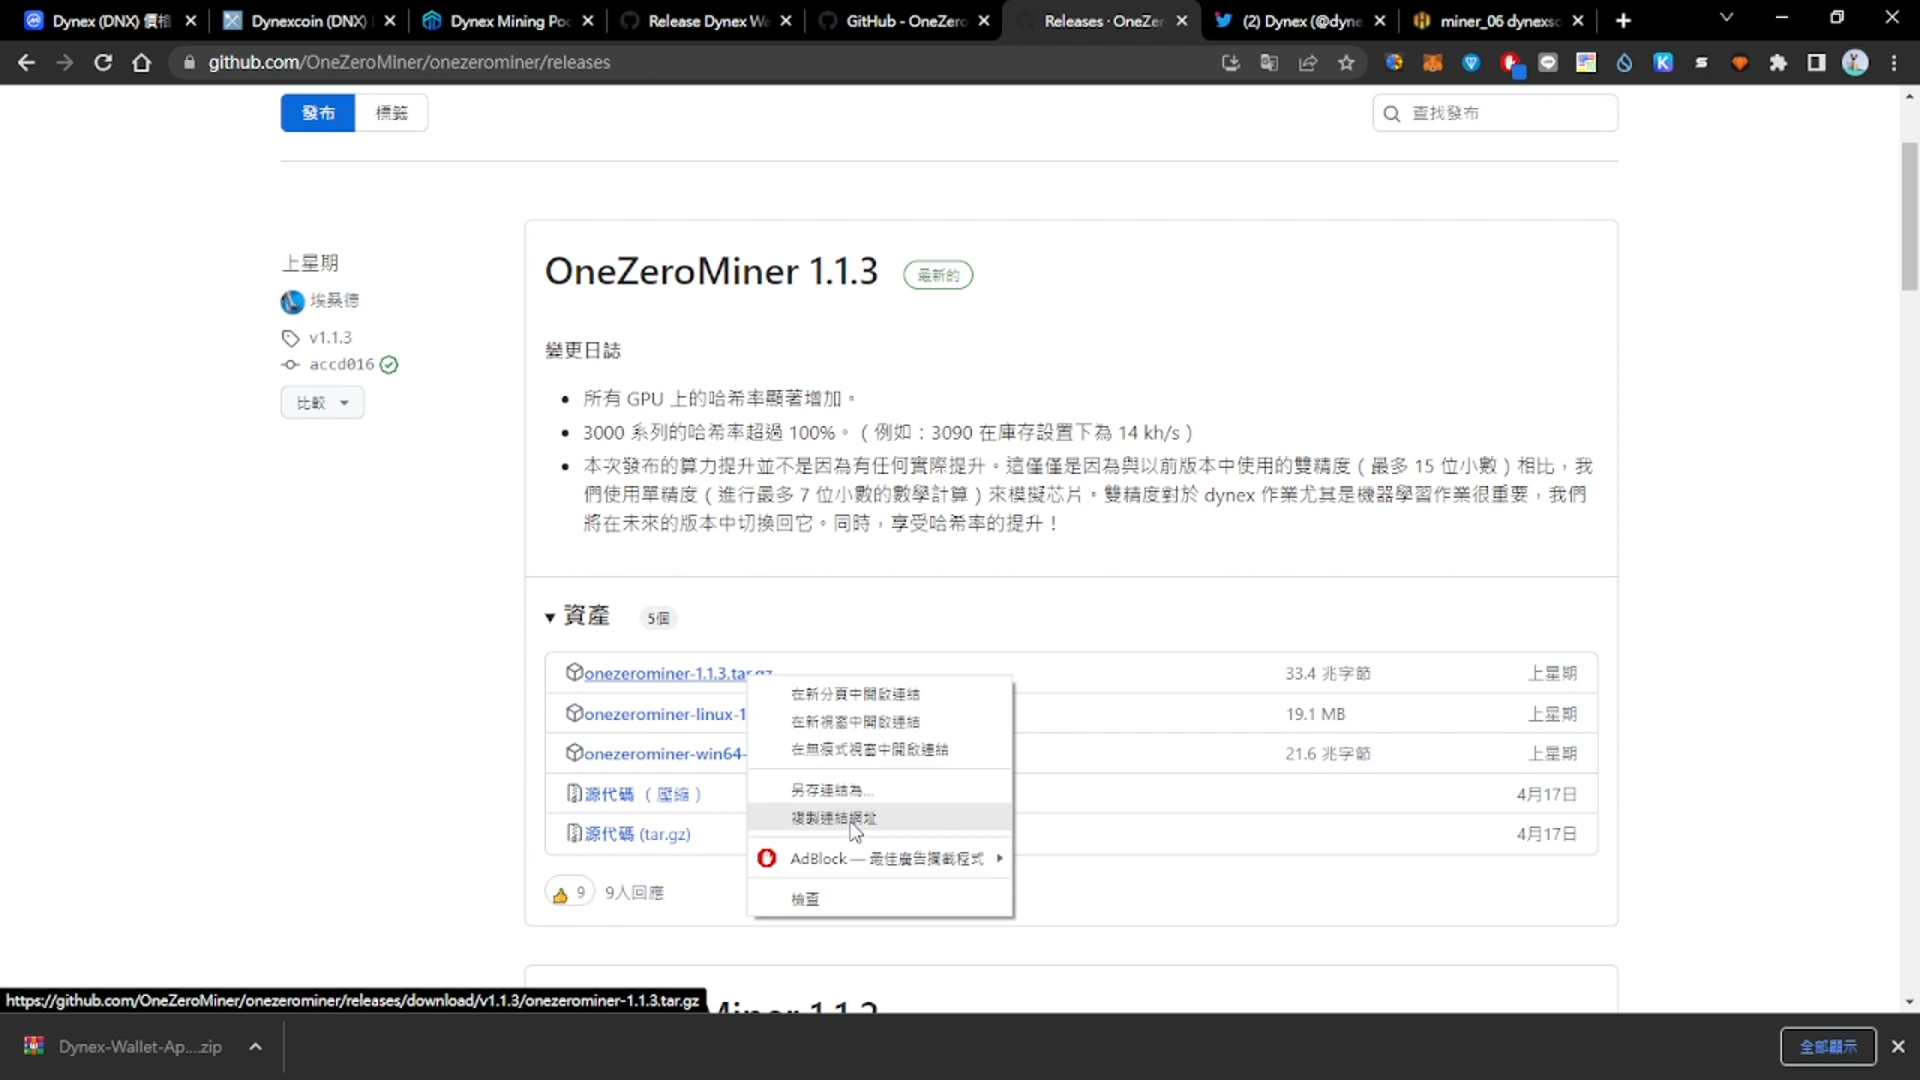 Dynex (DNX) 價格
Dynexcoin (DNX)
Dynex Mining Poo
Release Dynex Wa
GitHub - OneZero
Releases · OneZer
(2) Dynex (@dyne
miner_06 dynexso
github.com/OneZeroMiner/onezerominer/releases
發布
標籤
查找發布
上星期
埃桑德
v1.1.3
accd016
比較
OneZeroMiner 1.1.3
最新的
變更日誌
所有 GPU 上的哈希率顯著增加。
3000 系列的哈希率超過 100%。（例如：3090 在庫存設置下為 14 kh/s）
本次發布的算力提升並不是因為有任何實際提升。這僅僅是因為與以前版本中使用的雙精度（最多 15 位小數）相比，我
們使用單精度（進行最多 7 位小數的數學計算）來模擬芯片。雙精度對於 dynex 作業尤其是機器學習作業很重要，我們
將在未來的版本中切換回它。同時，享受哈希率的提升！
資產
5個
onezerominer-1.1.3.tar.gz
33.4 兆字節
上星期
onezerominer-linux-1
19.1 MB
上星期
onezerominer-win64-
21.6 兆字節
上星期
源代碼（壓縮）
4月17日
源代碼 (tar.gz)
4月17日
在新分頁中開啟連結
在新視窗中開啟連結
在無痕式視窗中開啟連結
另存連結為...
複製連結網址
AdBlock — 最佳廣告攔截程式
檢查
9
9人回應
https://github.com/OneZeroMiner/onezerominer/releases/download/v1.1.3/onezerominer-1.1.3.tar.gz
Miner 1.1.2
Dynex-Wallet-Ap....zip
全部顯示